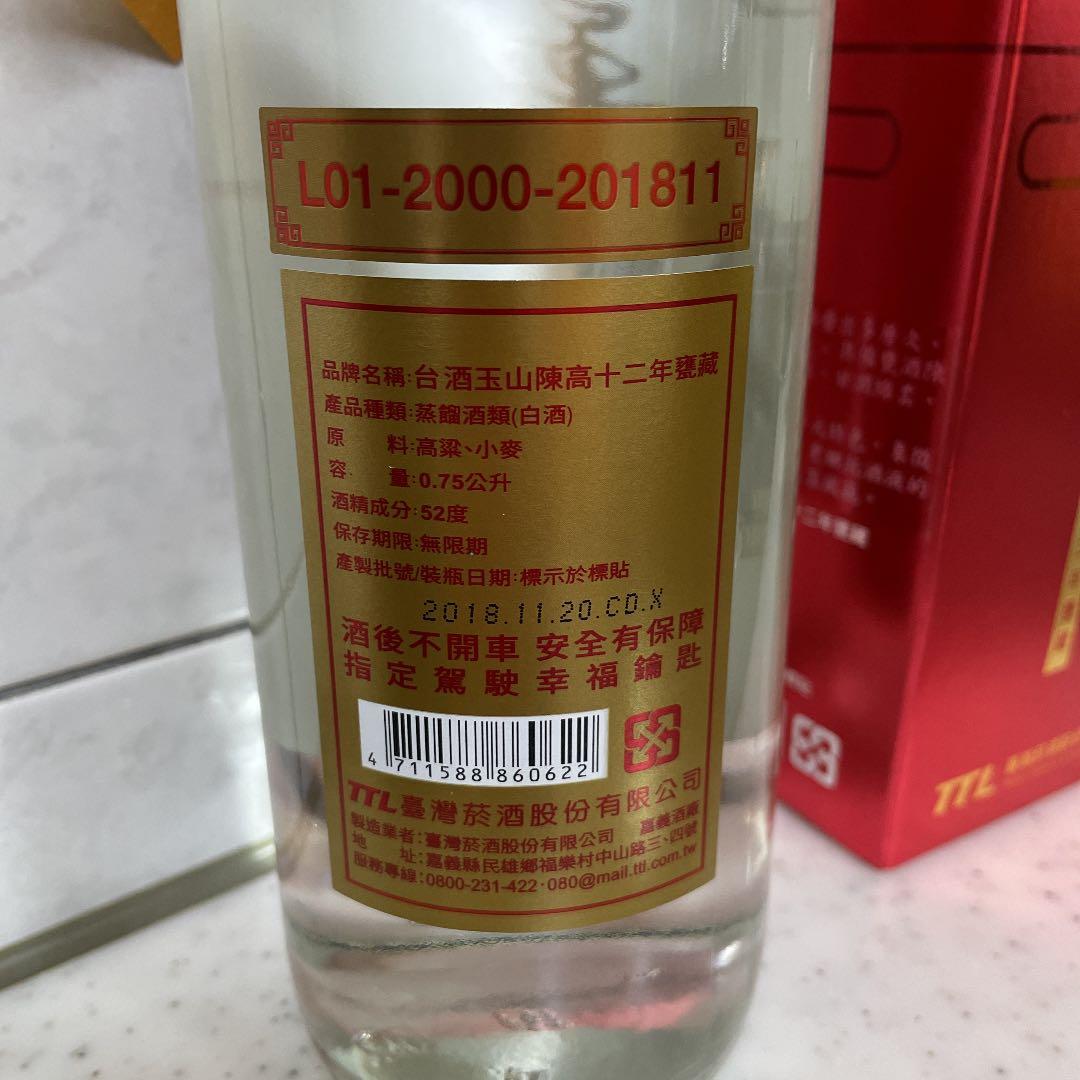 L01-2000-201811
品牌名稱:台酒玉山陳高十二年甕藏
產品種類:蒸餾酒類(白酒)
原 料:高粱、小麥
容 量:0.75公升
酒精成分:52度
保存期限:無限期
產製批號/裝瓶日期:標示於標貼
2018.11.20.CD.X
酒後不開車 安全有保障
指定駕駛幸福鑰匙
4 711588 860622
TTL 臺灣菸酒股份有限公司
製造業者:臺灣菸酒股份有限公司 嘉義酒廠
地 址:嘉義縣民雄鄉福樂村中山路三、四號
服務專線:0800-231-422·080@mail.ttl.com.tw
TTL